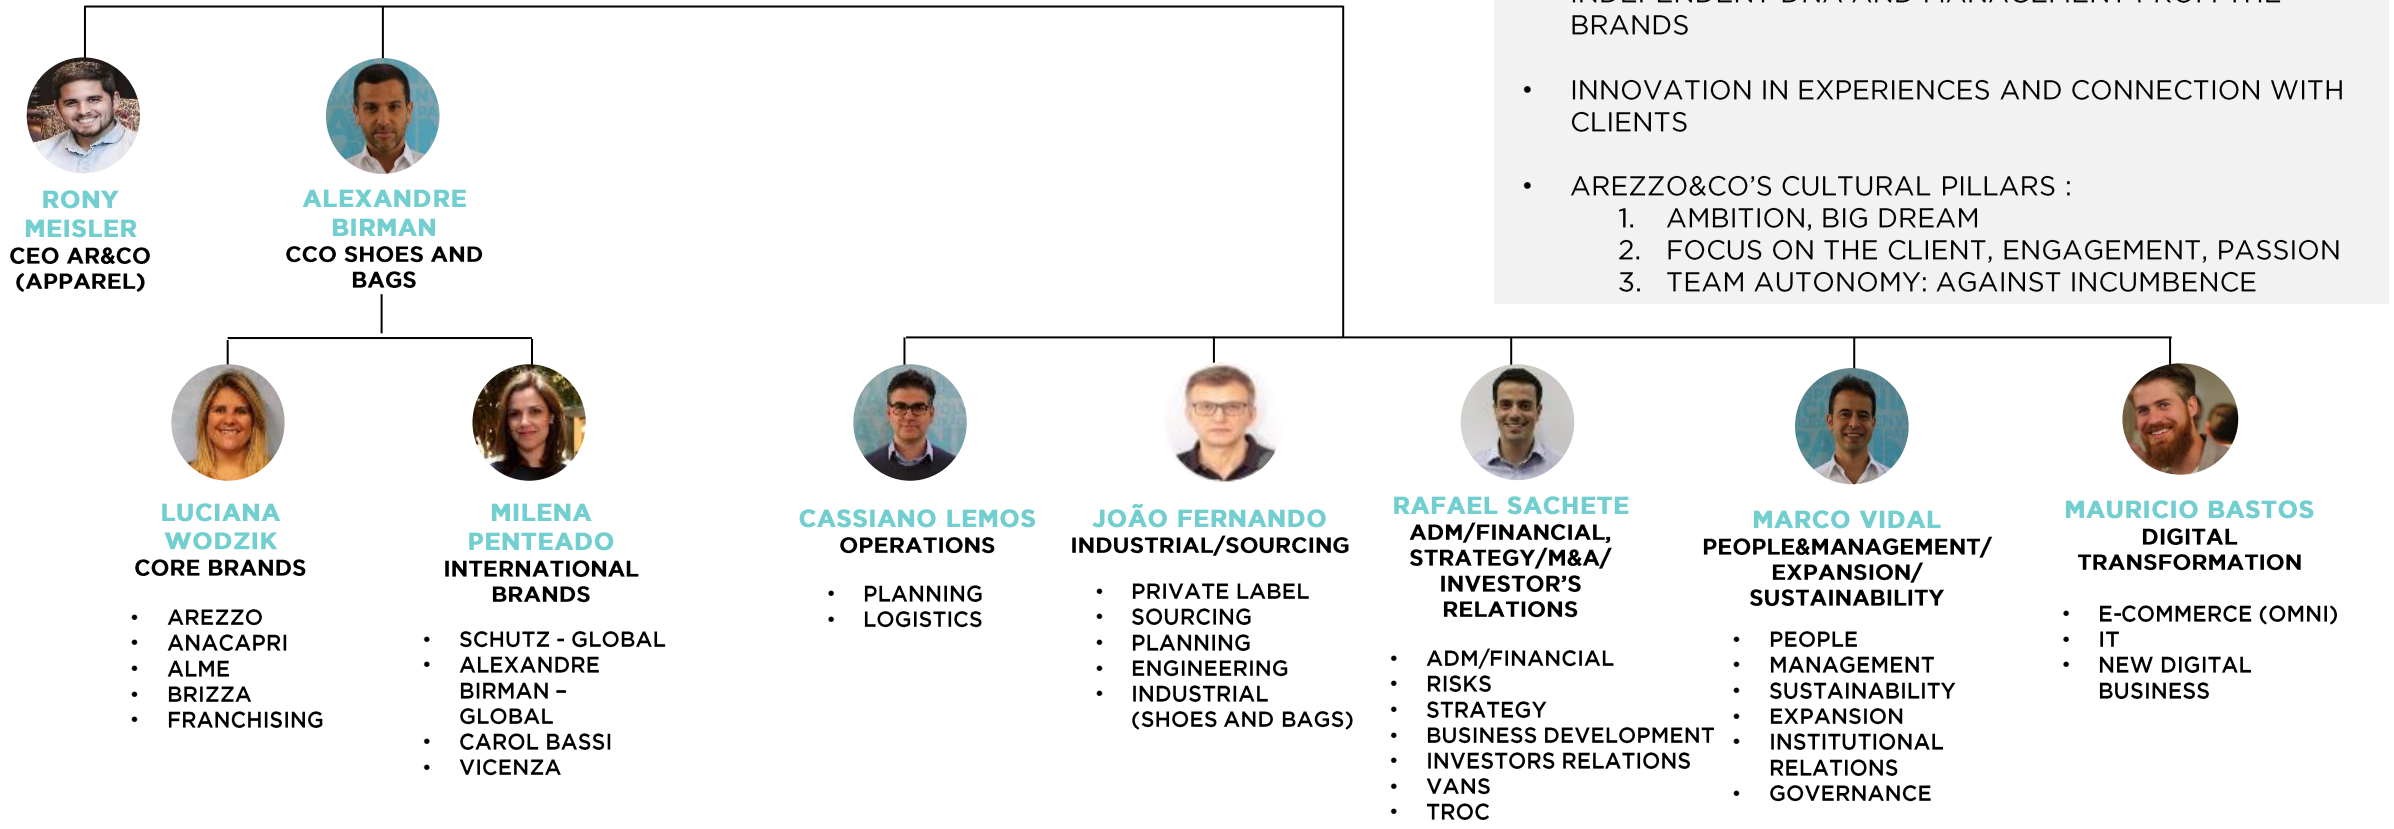 INDEPENDENT DNA AND MANAGEMENT FROM THE
BRANDS
• INNOVATION IN EXPERIENCES AND CONNECTION WITH
CLIENTS
• AREZZO&CO'S CULTURAL PILLARS :
1. AMBITION, BIG DREAM
2. FOCUS ON THE CLIENT, ENGAGEMENT, PASSION
3. TEAM AUTONOMY: AGAINST INCUMBENCE
RONY
MEISLER
CEO AR&CO
(APPAREL)
ALEXANDRE
BIRMAN
CCO SHOES AND
BAGS
LUCIANA
WODZIK
CORE BRANDS
• AREZZO
• ANACAPRI
• ALME
• BRIZZA
• FRANCHISING
MILENA
PENTEADO
INTERNATIONAL
BRANDS
• SCHUTZ - GLOBAL
• ALEXANDRE
BIRMAN –
GLOBAL
• CAROL BASSI
• VICENZA
CASSIANO LEMOS
OPERATIONS
• PLANNING
• LOGISTICS
JOÃO FERNANDO
INDUSTRIAL/SOURCING
• PRIVATE LABEL
• SOURCING
• PLANNING
• ENGINEERING
• INDUSTRIAL
(SHOES AND BAGS)
RAFAEL SACHETE
ADM/FINANCIAL,
STRATEGY/M&A/
INVESTOR'S
RELATIONS
• ADM/FINANCIAL
• RISKS
• STRATEGY
• BUSINESS DEVELOPMENT
• INVESTORS RELATIONS
• VANS
• TROC
MARCO VIDAL
PEOPLE&MANAGEMENT/
EXPANSION/
SUSTAINABILITY
• PEOPLE
• MANAGEMENT
• SUSTAINABILITY
• EXPANSION
• INSTITUTIONAL
RELATIONS
• GOVERNANCE
MAURICIO BASTOS
DIGITAL
TRANSFORMATION
• E-COMMERCE (OMNI)
• IT
• NEW DIGITAL
BUSINESS